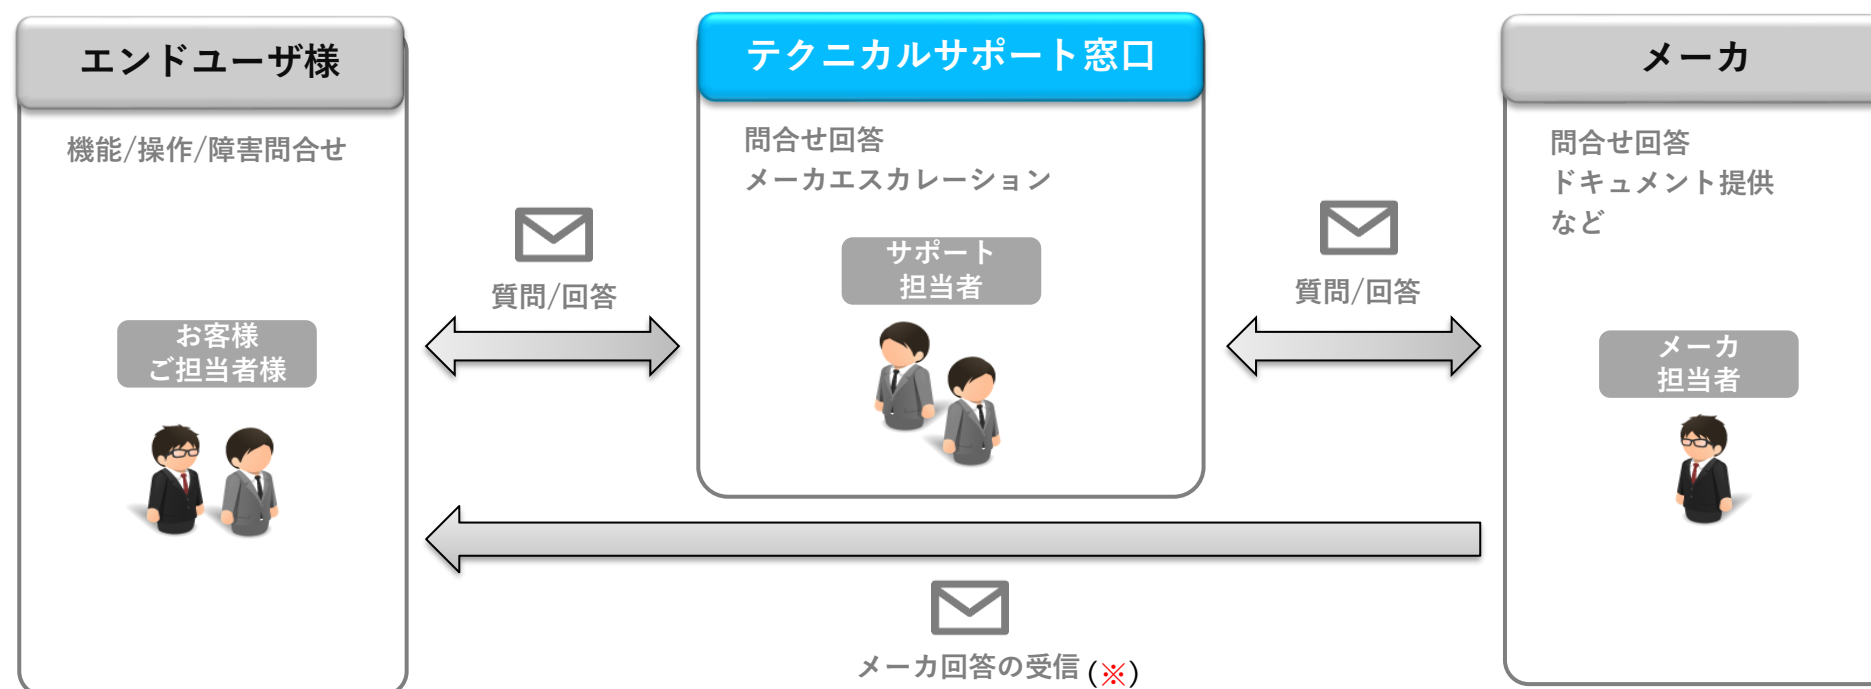 エンドユーザ様
機能/操作/障害問合せ
お客様
ご担当者様
質問/回答
テクニカルサポート窓口
問合せ回答
メーカエスカレーション
サポート
担当者
質問/回答
メーカ
問合せ回答
ドキュメント提供
など
メーカ
担当者
メーカ回答の受信(※)